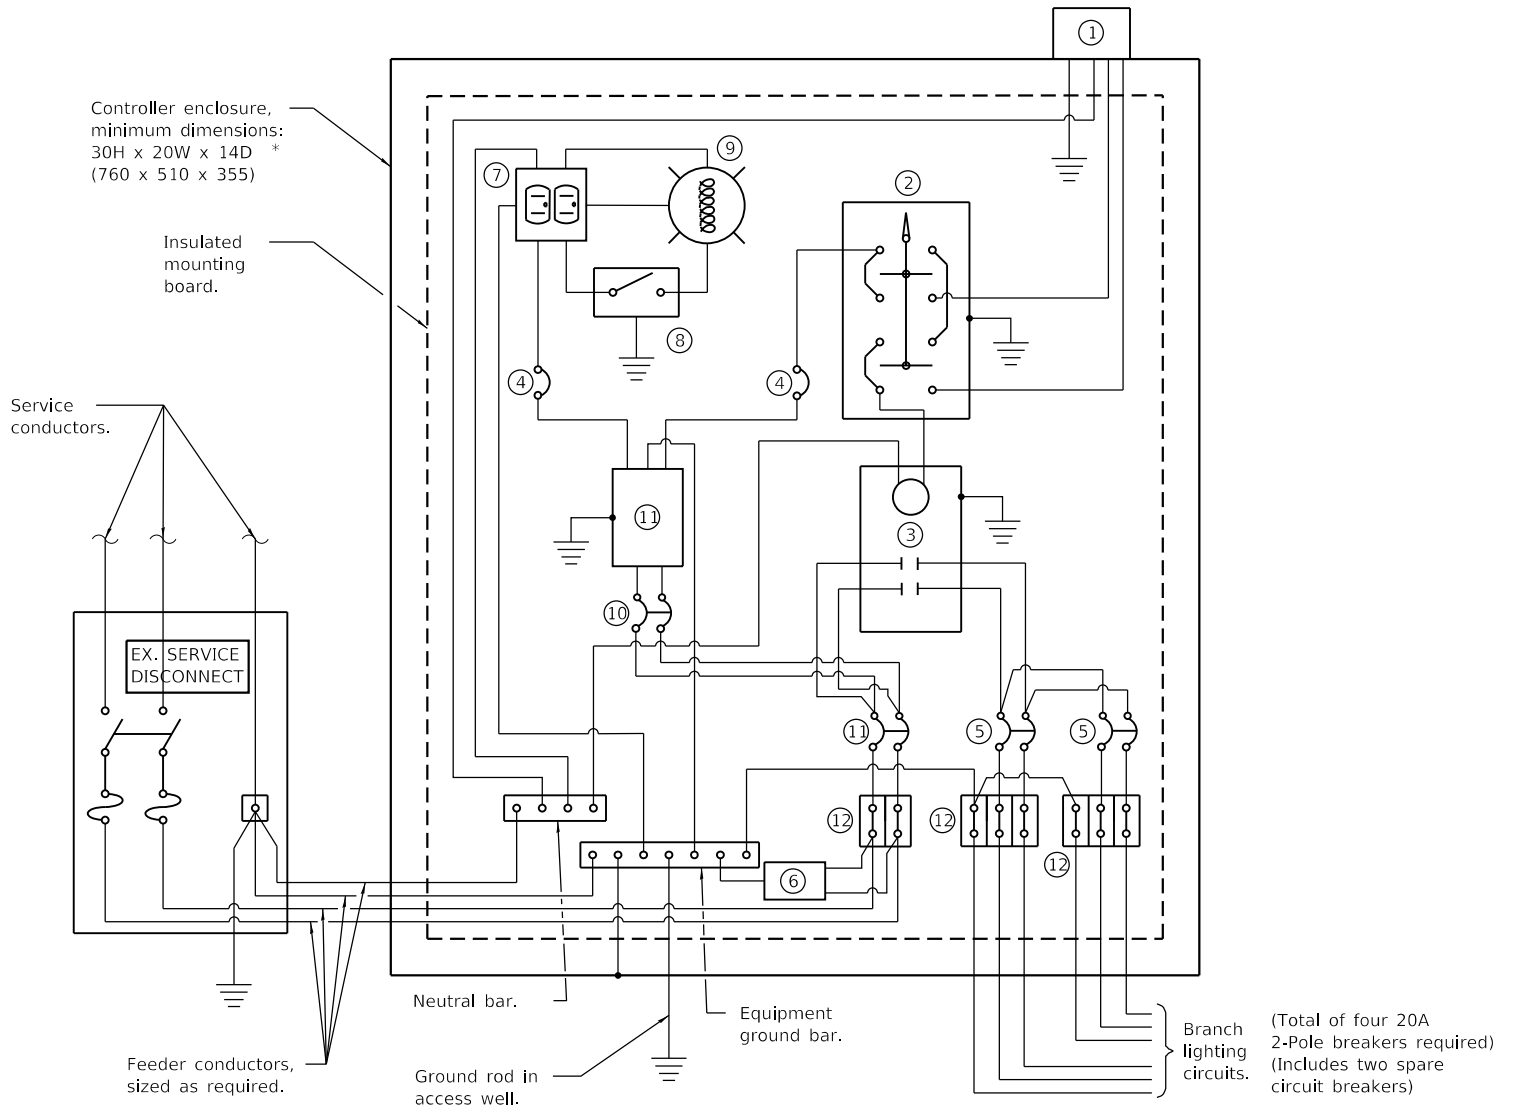 1
Controller enclosure,
minimum dimensions:
30H x 20W x 14D *
(760 x 510 x 355)
9
7
2
Insulated
mounting
board.
8
4
4
Service
conductors.
11
3
10
EX. SERVICE
DISCONNECT
11
5
5
12
12
12
6
Neutral bar.
Equipment
ground bar.
Feeder conductors,
sized as required.
Ground rod in
access well.
Branch
lighting
circuits.
(Total of four 20A
2-Pole breakers required)
(Includes two spare
circuit breakers)